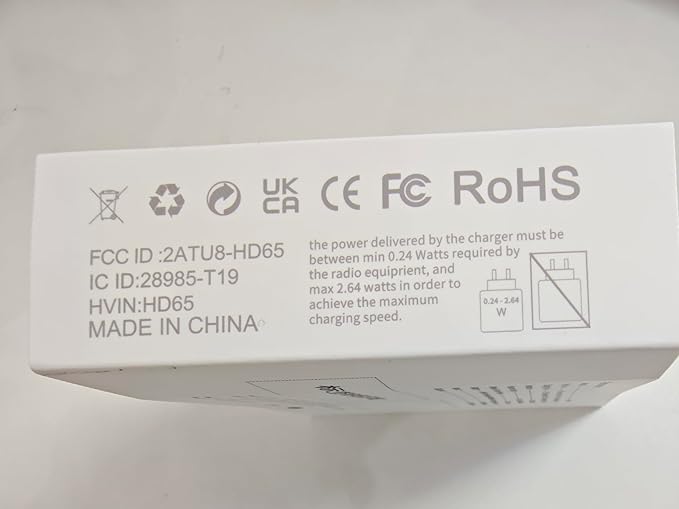 UK
CA
CE FC RoHS
FCC ID :2ATU8-HD65
IC ID:28985-T19
HVIN:HD65
MADE IN CHINA
the power delivered by the charger must be
between min 0.24 Watts required by
the radio equiprient, and
max 2.64 watts in order to
achieve the maximum
charging speed.
0.24 - 2.64
W